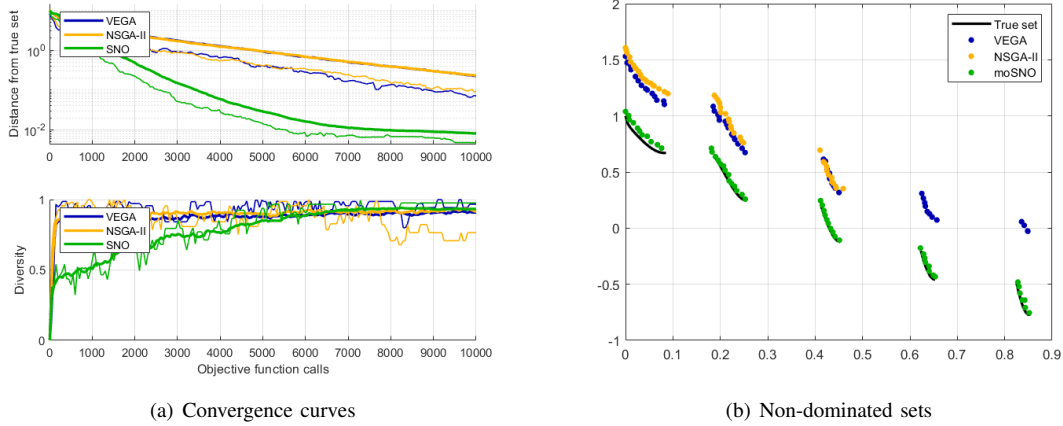 Distance from true set
10^0
10^-2
VEGA
NSGA-II
SNO
0 1000 2000 3000 4000 5000 6000 7000 8000 9000 10000
Diversity
1
0.5
0
VEGA
NSGA-II
SNO
0 1000 2000 3000 4000 5000 6000 7000 8000 9000 10000
Objective function calls
(a) Convergence curves
2
1.5
1
0.5
0
-0.5
-1
True set
VEGA
NSGA-II
moSNO
0 0.1 0.2 0.3 0.4 0.5 0.6 0.7 0.8 0.9
(b) Non-dominated sets